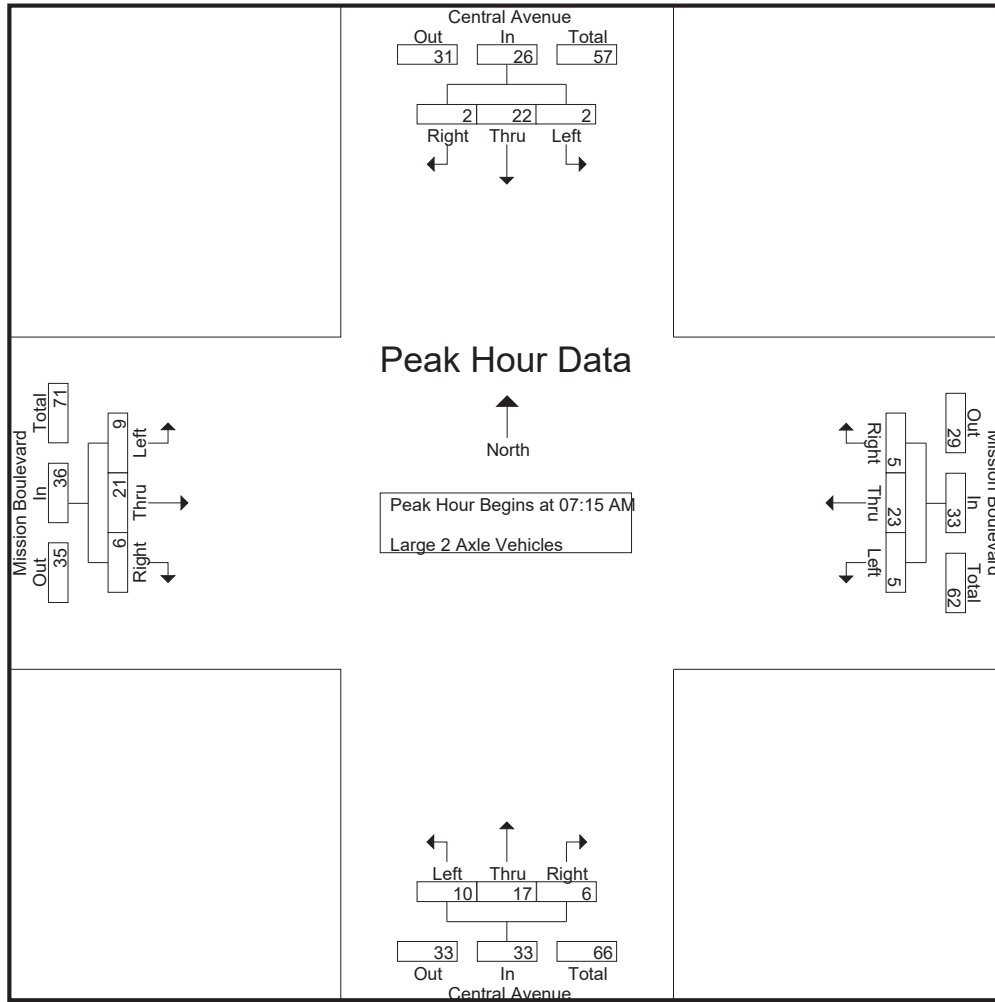 Central Avenue
Out In Total
31 26 57
2 22 2
Right Thru Left
Peak Hour Data
North
Peak Hour Begins at 07:15 AM
Large 2 Axle Vehicles
Mission Boulevard
Out In Total
35 36 71
6 21 9
Right Thru Left
Mission Boulevard
Out In Total
29 33 62
5 23 5
Right Thru Left
Left Thru Right
10 17 6
33 33 66
Out In Total
Central Avenue